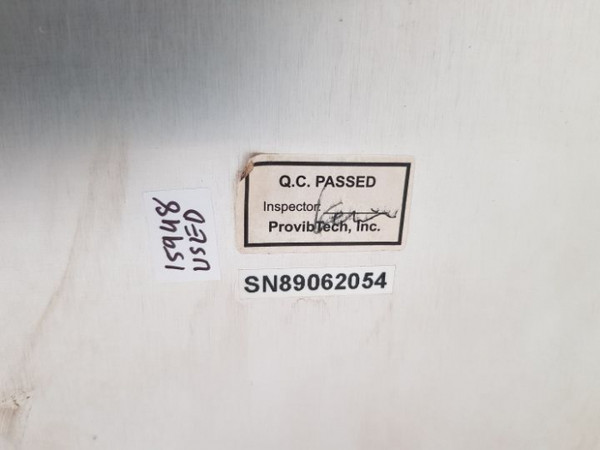 Q.C. PASSED
Inspector:
ProvibTech, Inc.
SN89062054
15948
USED